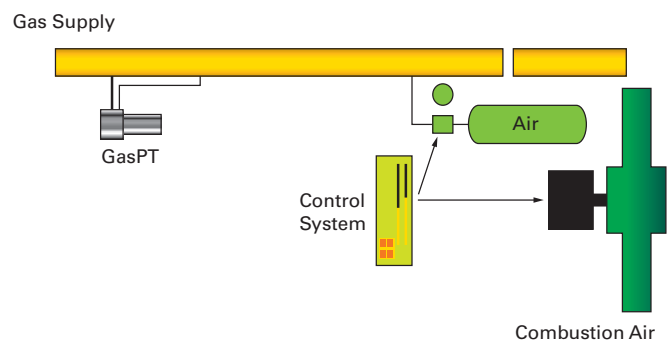 Gas Supply
GasPT
Air
Control
System
Combustion Air